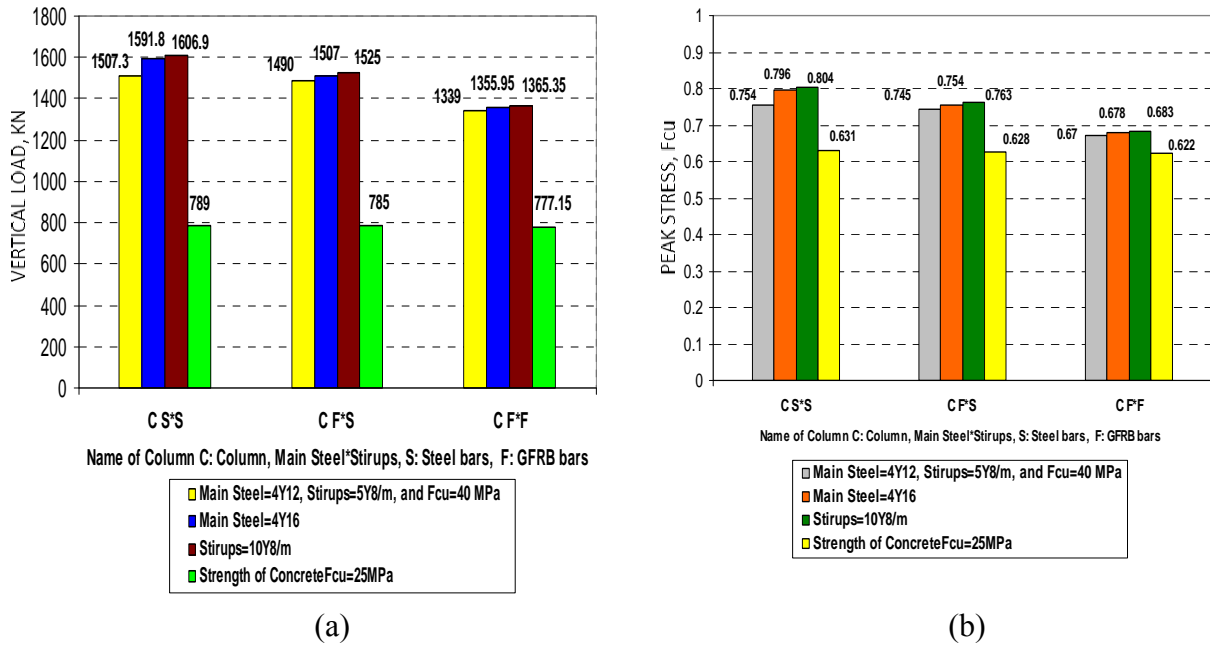 1800
1600
1400
1200
1000
800
600
400
200
0
VERTICAL LOAD, KN
1507.3
1591.8
1606.9
789
1490
1507
1525
785
1339
1355.95
1365.35
777.15
C S*S
C F*S
C F*F
Name of Column C: Column, Main Steel*Stirups, S: Steel bars, F: GFRB bars
Main Steel=4Y12, Stirups=5Y8/m, and Fcu=40 MPa
Main Steel=4Y16
Stirups=10Y8/m
Strength of ConcreteFcu=25MPa
(a)
1
0.9
0.8
0.7
0.6
0.5
0.4
0.3
0.2
0.1
0
PEAK STRESS, Fcu
0.754
0.796
0.804
0.631
0.745
0.754
0.763
0.628
0.67
0.678
0.683
0.622
C S*S
C F*S
C F*F
Name of Column C: Column, Main Steel*Stirups, S: Steel bars, F: GFRB bars
Main Steel=4Y12, Stirups=5Y8/m, and Fcu=40 MPa
Main Steel=4Y16
Stirups=10Y8/m
Strength of ConcreteFcu=25MPa
(b)